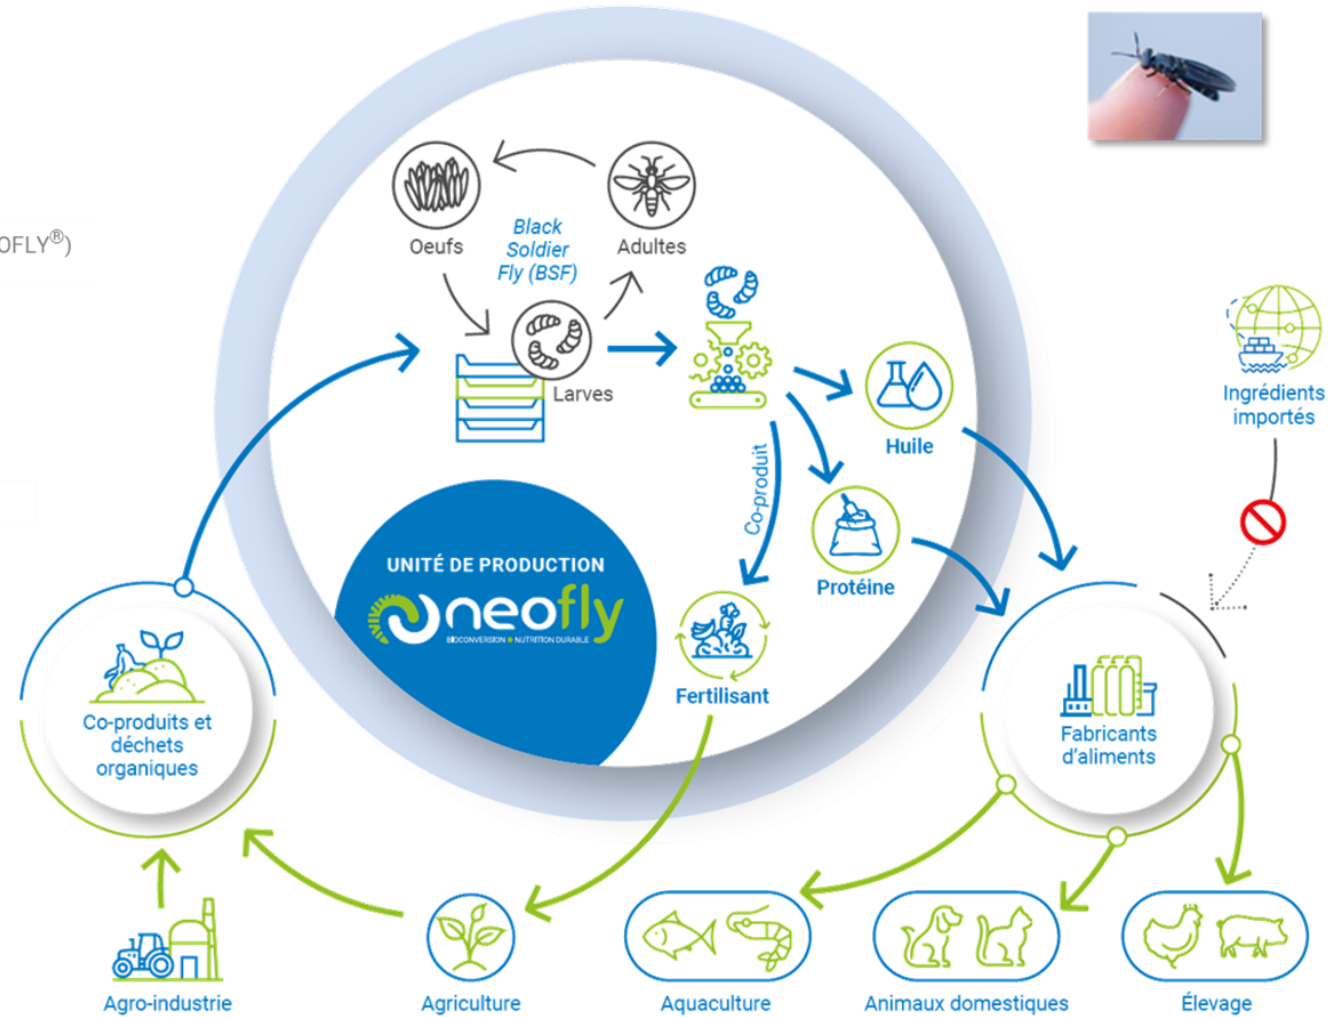 OFLY®)
Oeufs
Black
Soldier
Fly (BSF)
Adultes
Larves
Huile
Co-produit
Protéine
Ingrédients
importés
UNITÉ DE PRODUCTION
neofly
BIOCONVERSION • NUTRITION DURABLE
Fertilisant
Co-produits et
déchets
organiques
Fabricants
d'aliments
Agro-industrie
Agriculture
Aquaculture
Animaux domestiques
Élevage